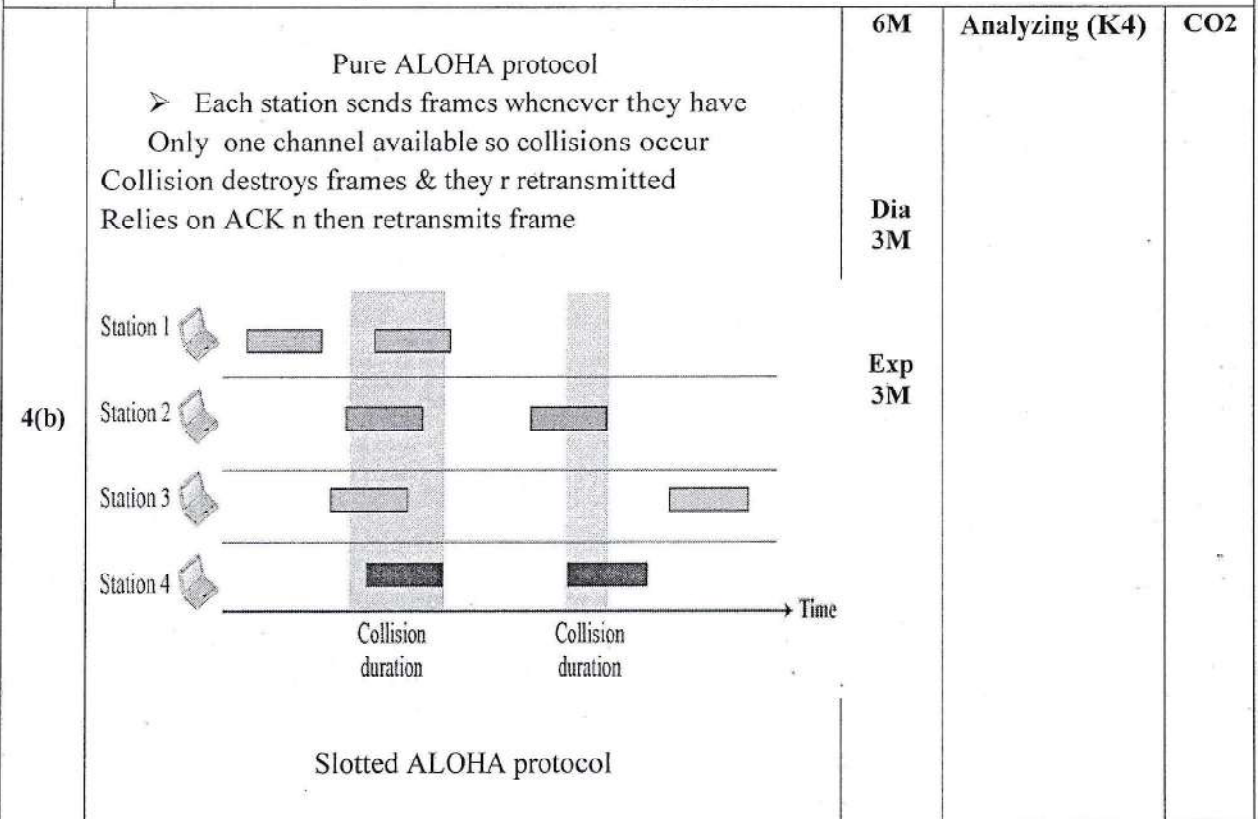 6M
Analyzing (K4)
CO2
Pure ALOHA protocol
➢ Each station sends frames whenever they have
Only one channel available so collisions occur
Collision destroys frames & they r retransmitted
Relies on ACK n then retransmits frame
Dia
3M
Exp
3M
4(b)
Station 1
Station 2
Station 3
Station 4
Time
Collision
duration
Collision
duration
Slotted ALOHA protocol